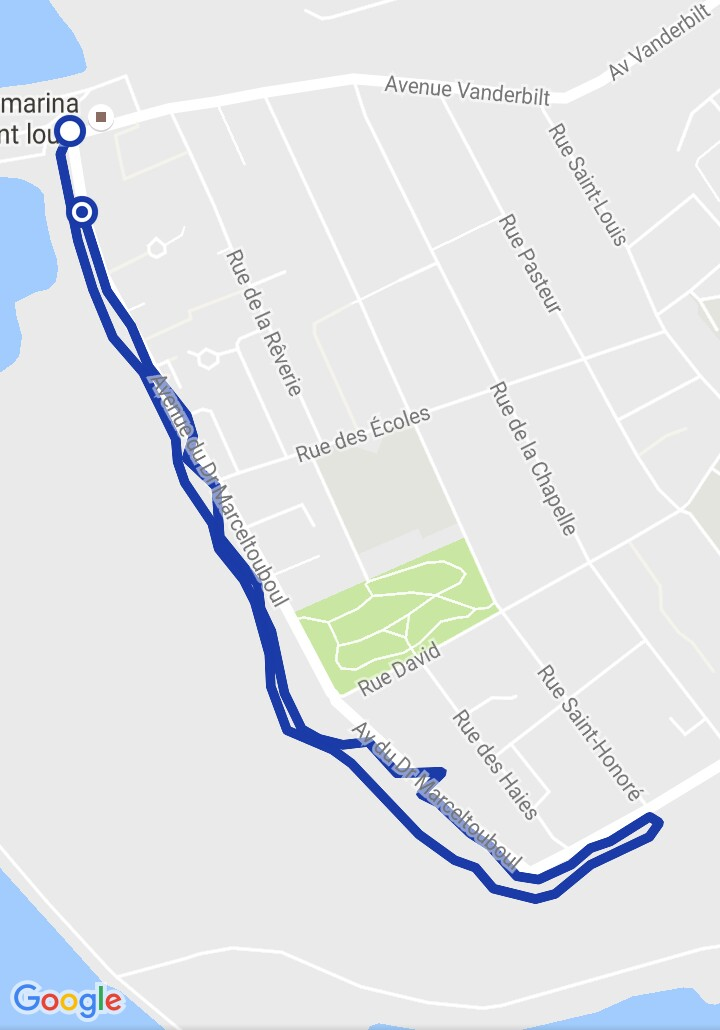 Av Vanderbilt
Avenue Vanderbilt
marina
nt lou
Rue Saint-Louis
Rue Pasteur
Rue de la Rêverie
Avenue du Dr Marceltouboul
Rue des Écoles
Rue de la Chapelle
Rue David
Rue Saint-Honoré
Rue des Haies
Av du Dr Marceltouboul
Google